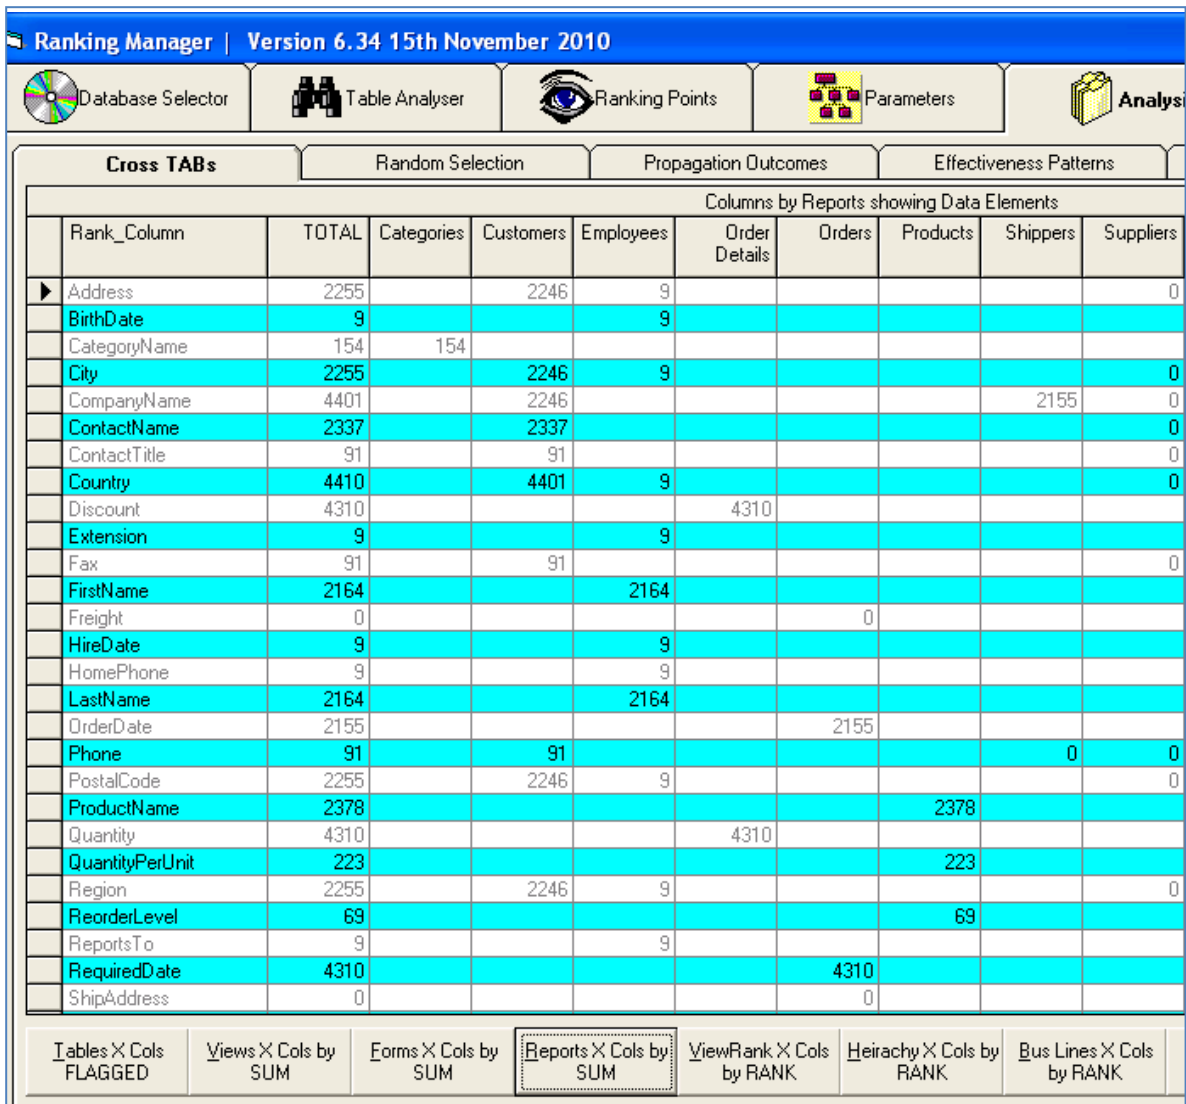 Ranking Manager | Version 6.34 15th November 2010
Database Selector Table Analyser Ranking Points Parameters Analysi
Cross TABs Random Selection Propagation Outcomes Effectiveness Patterns
Columns by Reports showing Data Elements
Rank_Column TOTAL Categories Customers Employees Order Details Orders Products Shippers Suppliers
Address 2255 2246 9 0
BirthDate 9 9
CategoryName 154 154
City 2255 2246 9 0
CompanyName 4401 2246 2155 0
ContactName 2337 2337 0
ContactTitle 91 91 0
Country 4410 4401 9 0
Discount 4310 4310
Extension 9 9
Fax 91 91 0
FirstName 2164 2164
Freight 0 0
HireDate 9 9
HomePhone 9 9
LastName 2164 2164
OrderDate 2155 2155
Phone 91 91 0 0
PostalCode 2255 2246 9 0
ProductName 2378 2378
Quantity 4310 4310
QuantityPerUnit 223 223
Region 2255 2246 9 0
ReorderLevel 69 69
ReportsTo 9 9
RequiredDate 4310 4310
ShipAddress 0 0
Tables X Cols Views X Cols by Forms X Cols by Reports X Cols by ViewRank X Cols Heirachy X Cols by Bus Lines X Cols
FLAGGED SUM SUM SUM by RANK RANK by RANK